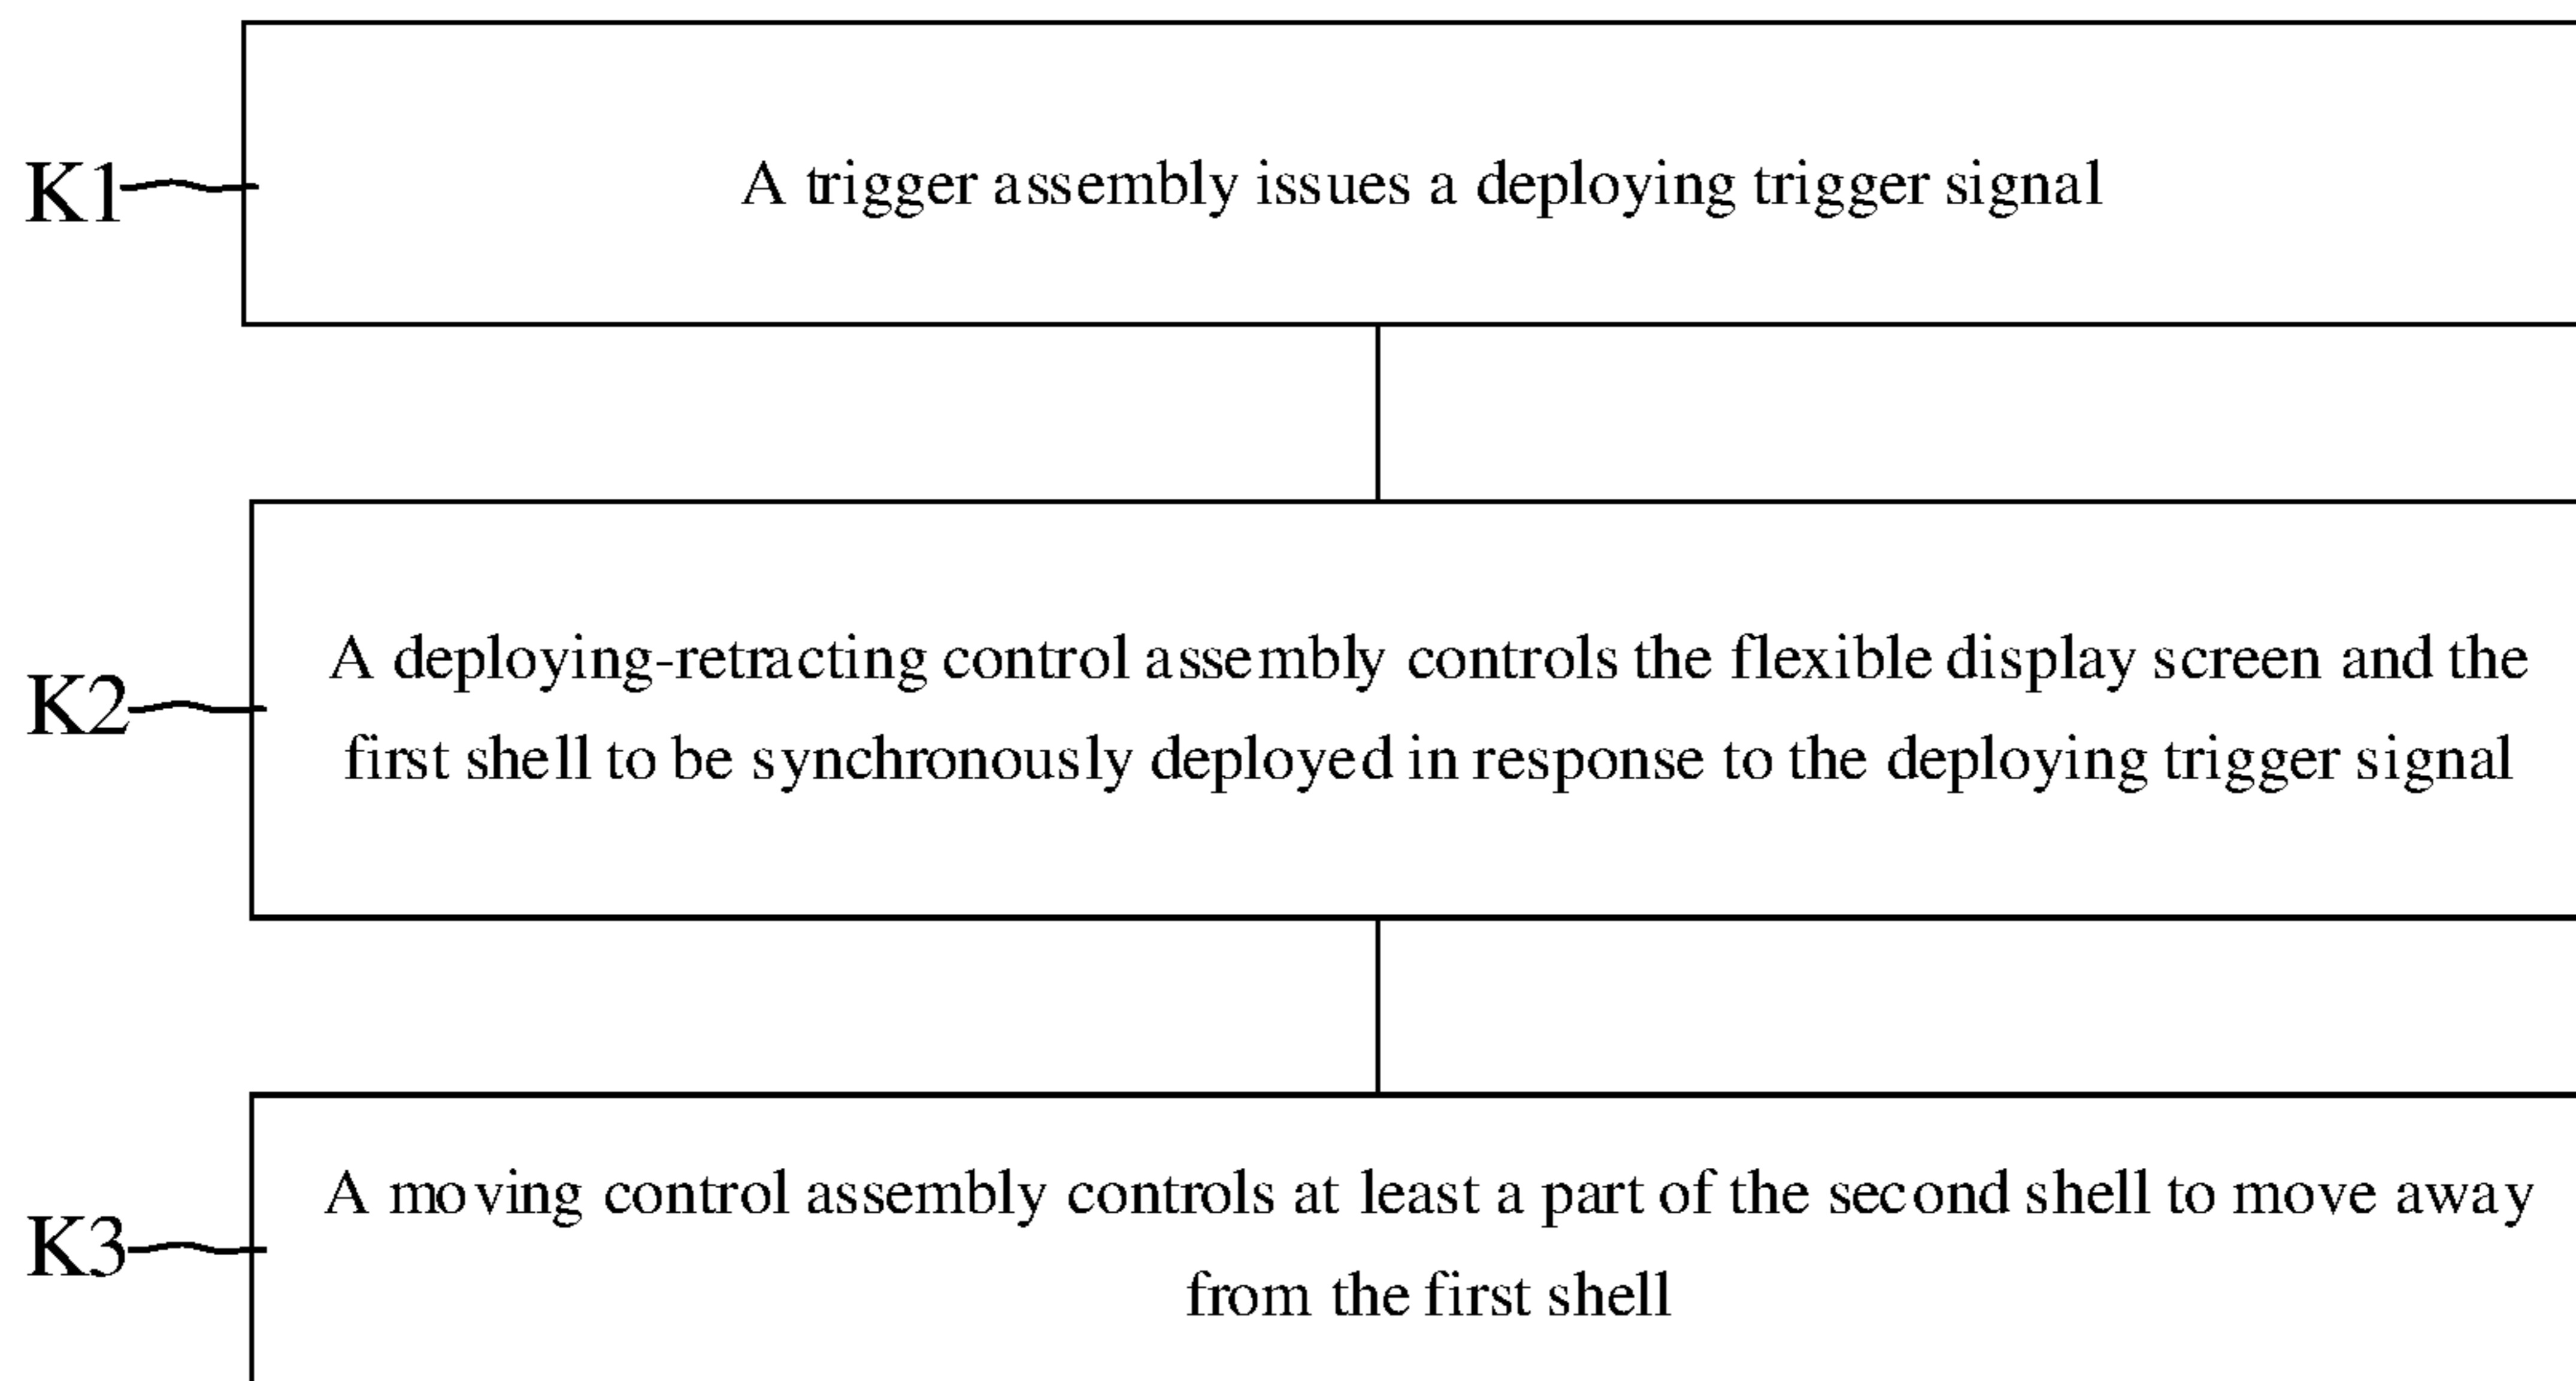 K1
A trigger assembly issues a deploying trigger signal
K2
A deploying-retracting control assembly controls the flexible display screen and the
first shell to be synchronously deployed in response to the deploying trigger signal
K3
A moving control assembly controls at least a part of the second shell to move away
from the first shell